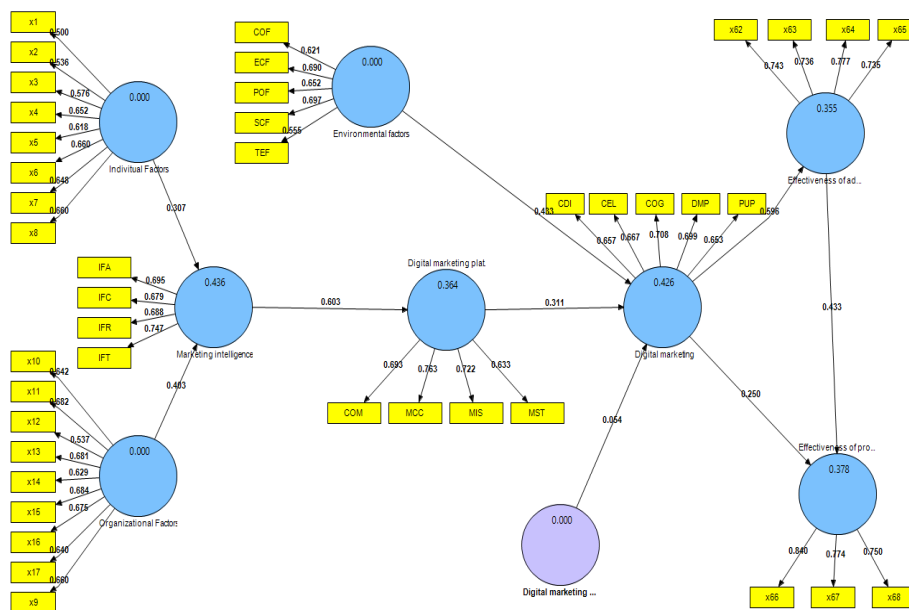 x1
0.500
x2
0.536
x3
0.576
x4
0.652
x5
0.618
x6
0.660
x7
0.648
x8
0.660
0.000
Indivitual Factors
0.307
COF
0.621
ECF
0.690
POF
0.652
SCF
0.697
TEF
0.555
0.000
Environmental factors
0.483
x62
x63
x64
x65
0.743
0.736
0.777
0.735
0.355
Effectiveness of ad...
CDI
CEL
COG
DMP
PUP
0.657
0.667
0.708
0.699
0.653
0.596
IFA
0.695
IFC
0.679
IFR
0.688
IFT
0.747
0.436
Marketing intelligence
0.603
Digital marketing plat.
0.364
0.311
0.426
Digital marketing
0.433
0.693
0.763
0.722
0.633
COM
MCC
MIS
MST
0.403
0.054
0.250
x10
0.642
x11
0.682
x12
0.537
x13
0.681
x14
0.629
x15
0.684
x16
0.675
x17
0.640
x9
0.660
0.000
Organizational Factors
0.000
Digital marketing ...
Effectiveness of pro...
0.378
0.840
0.774
0.750
x66
x67
x68